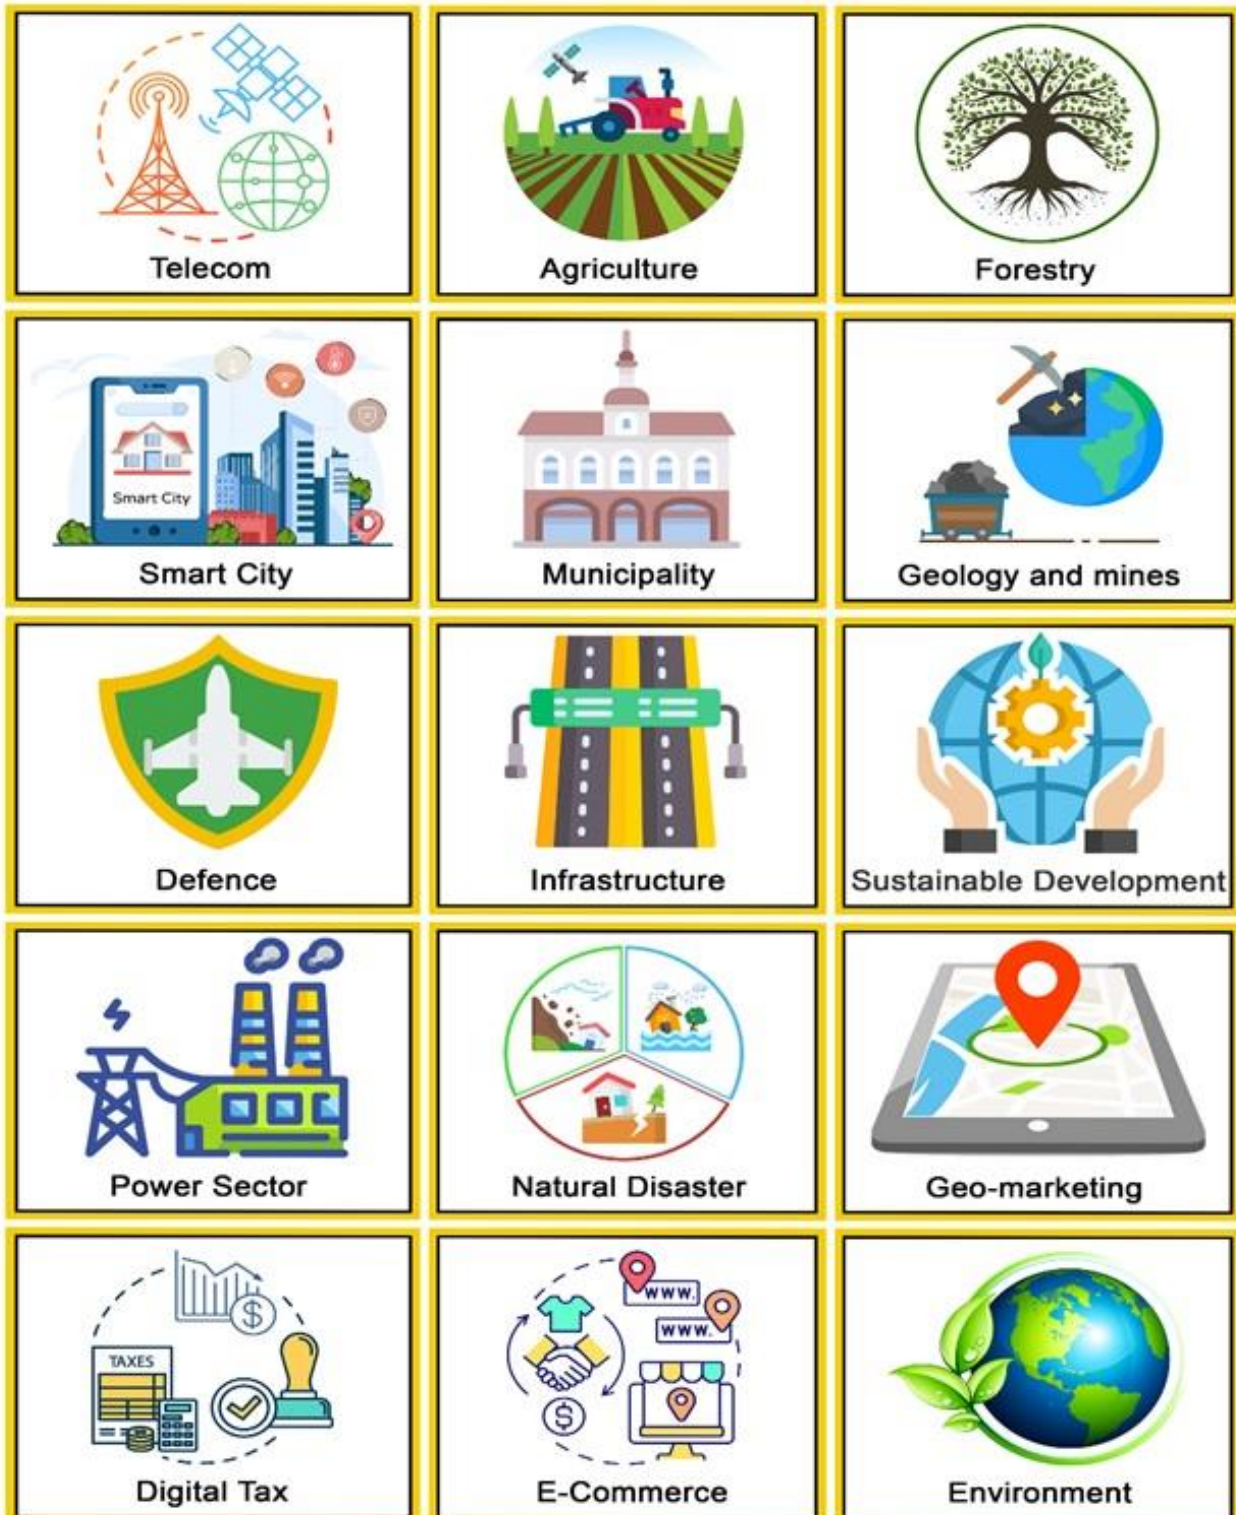 Telecom
Agriculture
Forestry
Smart City
Smart City
Municipality
Geology and mines
Defence
Infrastructure
Sustainable Development
Power Sector
Natural Disaster
Geo-marketing
TAXES
$
Digital Tax
www.
www.
$
E-Commerce
Environment